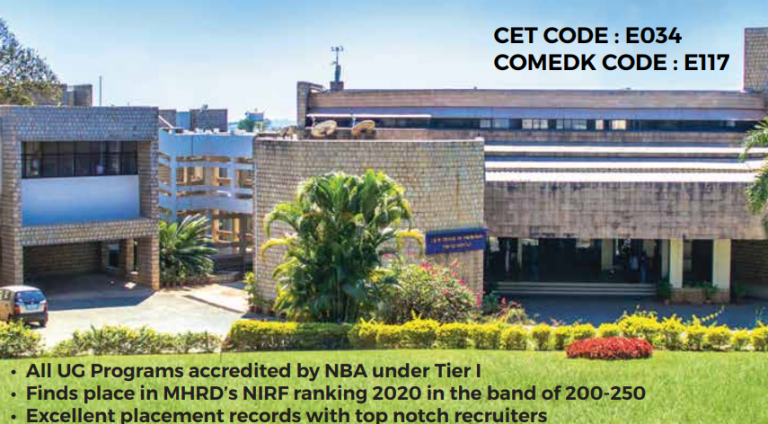 CET CODE : E034
COMEDK CODE : E117
• All UG Programs accredited by NBA under Tier I
• Finds place in MHRD's NIRF ranking 2020 in the band of 200-250
• Excellent placement records with top notch recruiters